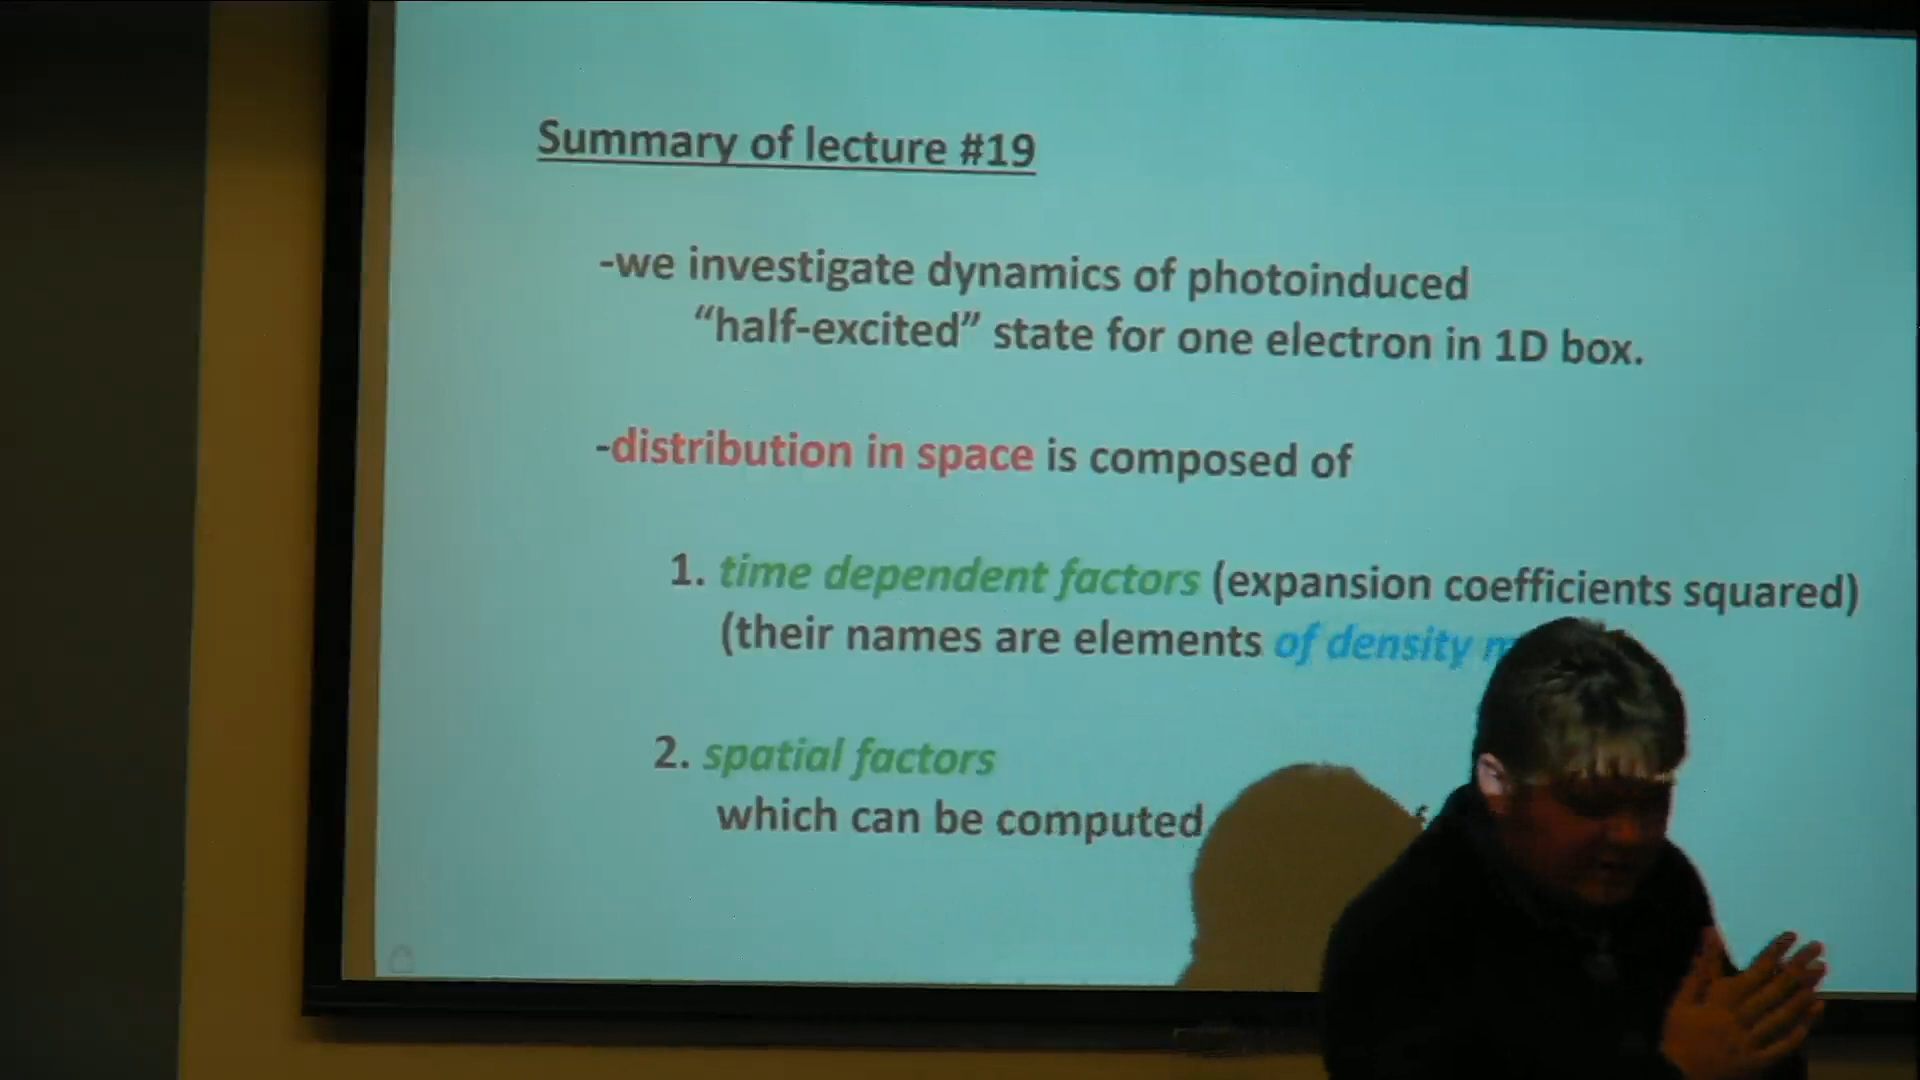 Summary of lecture #19
-we investigate dynamics of photoinduced
“half-excited” state for one electron in 1D box.
-distribution in space is composed of
1. time dependent factors (expansion coefficients squared)
(their names are elements of density
2. spatial factors
which can be computed